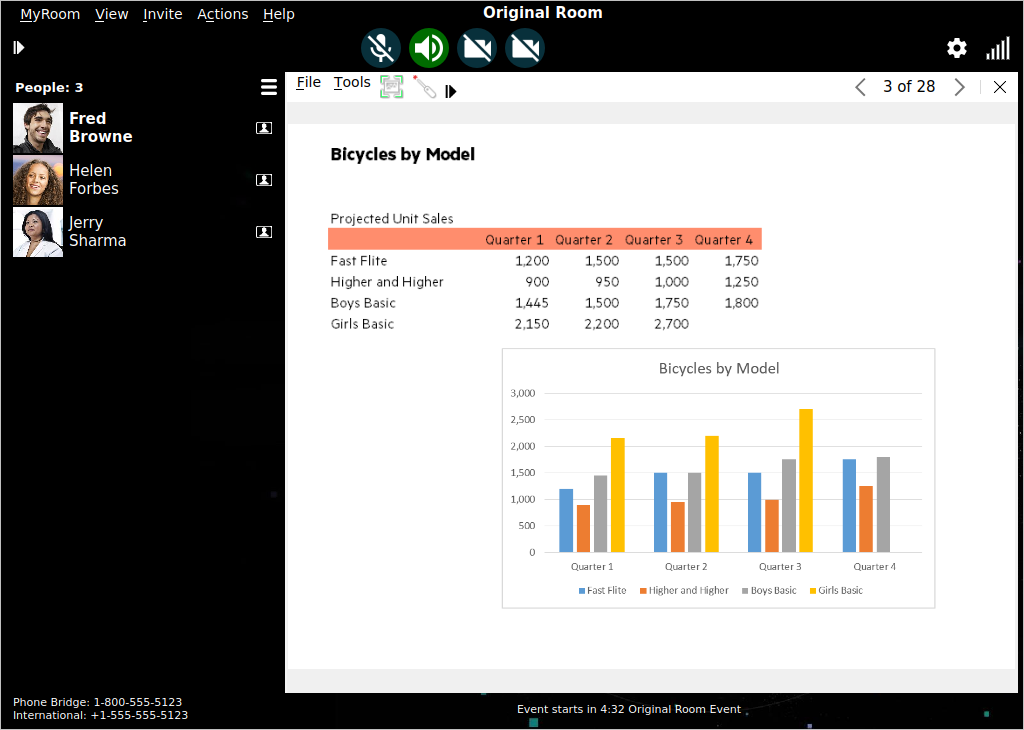 MyRoom View Invite Actions Help
Original Room
People: 3
Fred
Browne
Helen
Forbes
Jerry
Sharma
File Tools
3 of 28
Bicycles by Model
Projected Unit Sales
Quarter 1 Quarter 2 Quarter 3 Quarter 4
Fast Flite 1,200 1,500 1,500 1,750
Higher and Higher 900 950 1,000 1,250
Boys Basic 1,445 1,500 1,750 1,800
Girls Basic 2,150 2,200 2,700
Bicycles by Model
3,000
2,500
2,000
1,500
1,000
500
0
Quarter 1 Quarter 2 Quarter 3 Quarter 4
Fast Flite Higher and Higher Boys Basic Girls Basic
Phone Bridge: 1-800-555-5123
International: +1-555-555-5123
Event starts in 4:32 Original Room Event